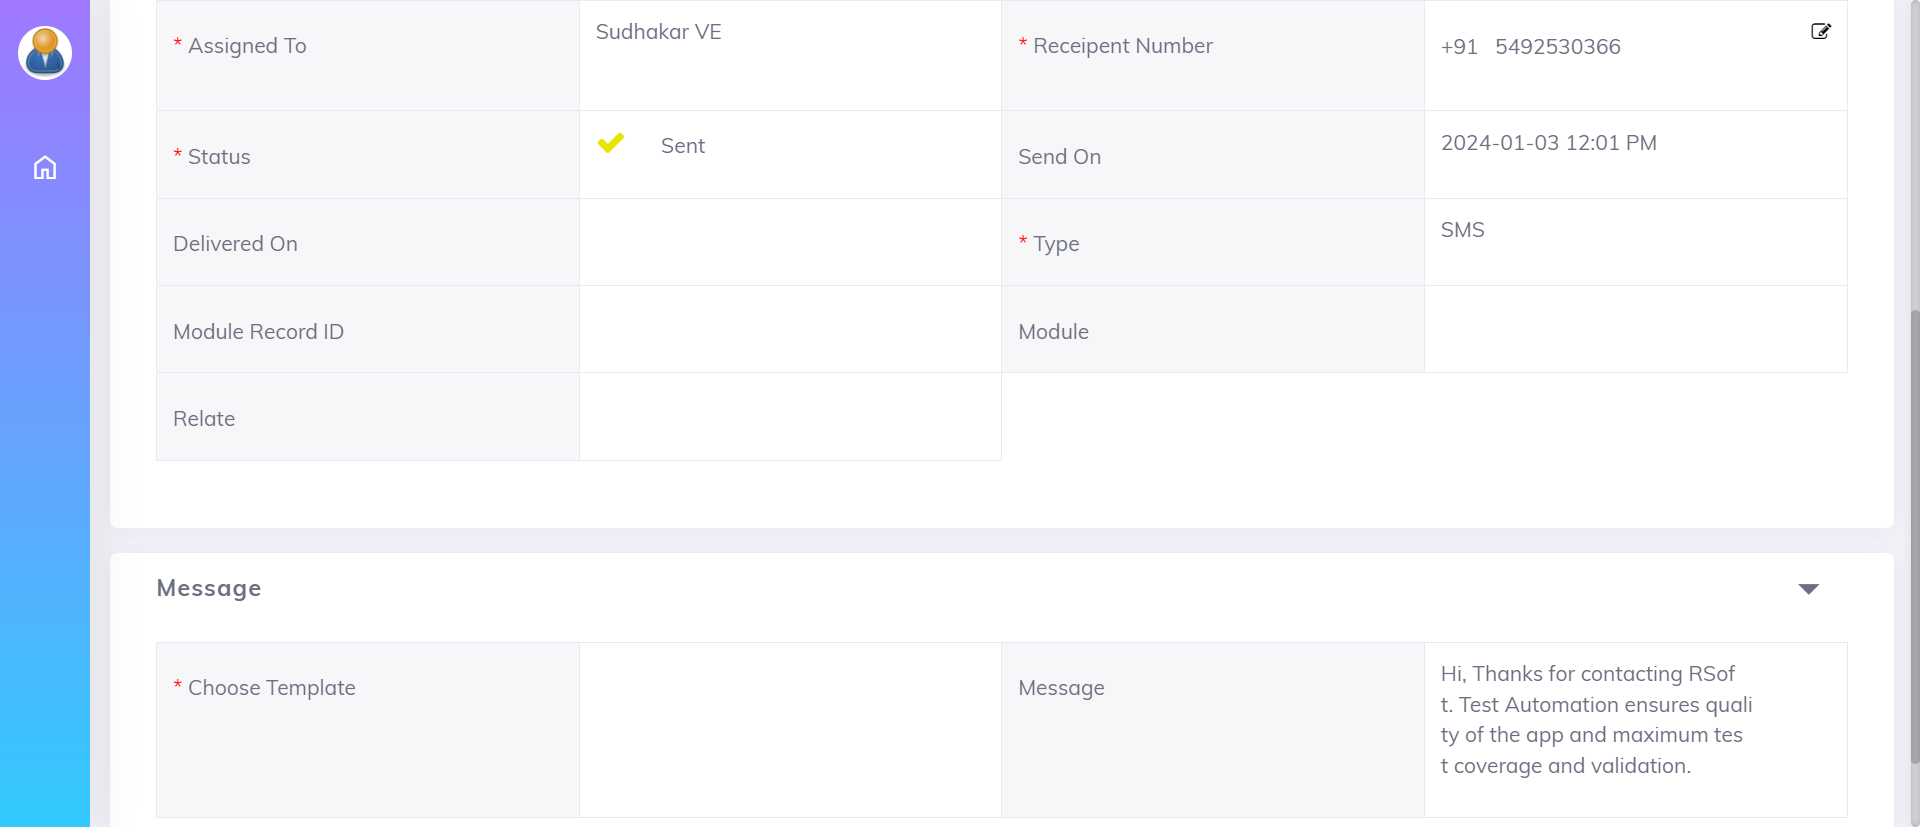 * Assigned To
Sudhakar VE
* Receipent Number
+91 5492530366
* Status
Sent
Send On
2024-01-03 12:01 PM
Delivered On
* Type
SMS
Module Record ID
Module
Relate
Message
* Choose Template
Message
Hi, Thanks for contacting RSof
t. Test Automation ensures quali
ty of the app and maximum tes
t coverage and validation.